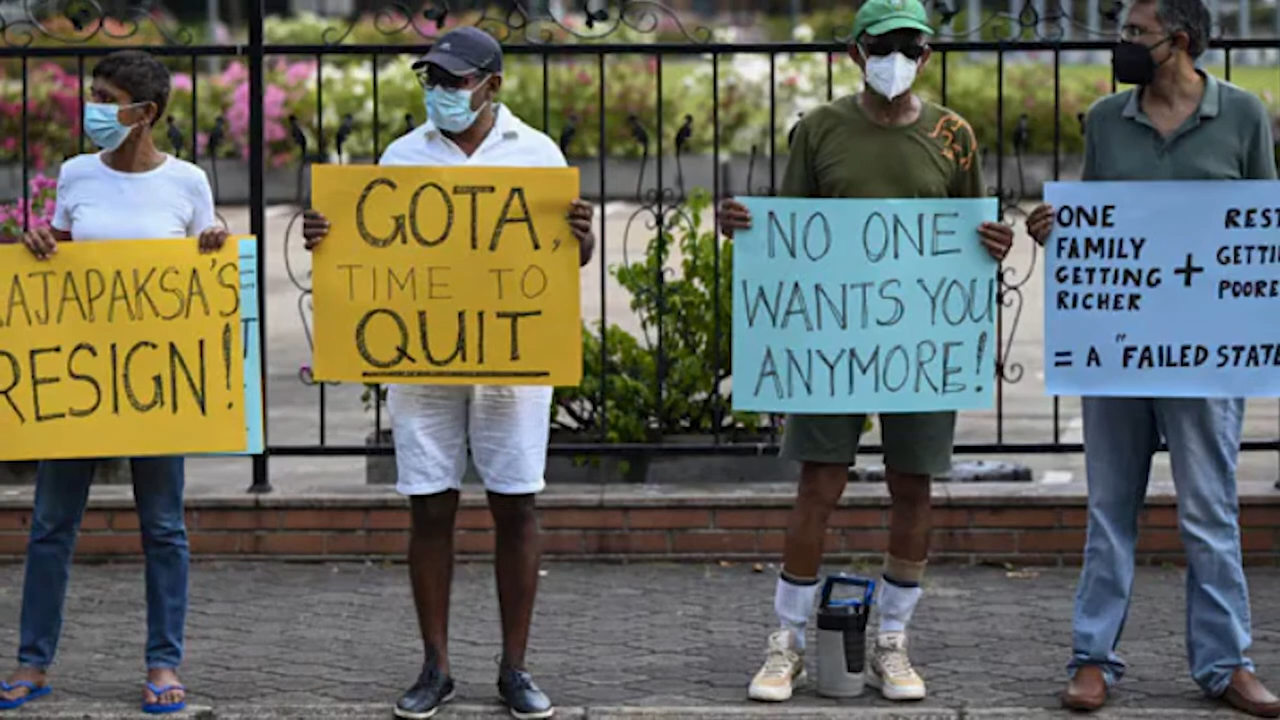 AJAPAKSA'S
RESIGN!
GOTA,
TIME TO
QUIT
NO ONE
WANTS YOU
ANYMORE!
ONE
FAMILY
GETTING
RICHER
+
REST
GETTI
POORE
= A "FAILED STATE